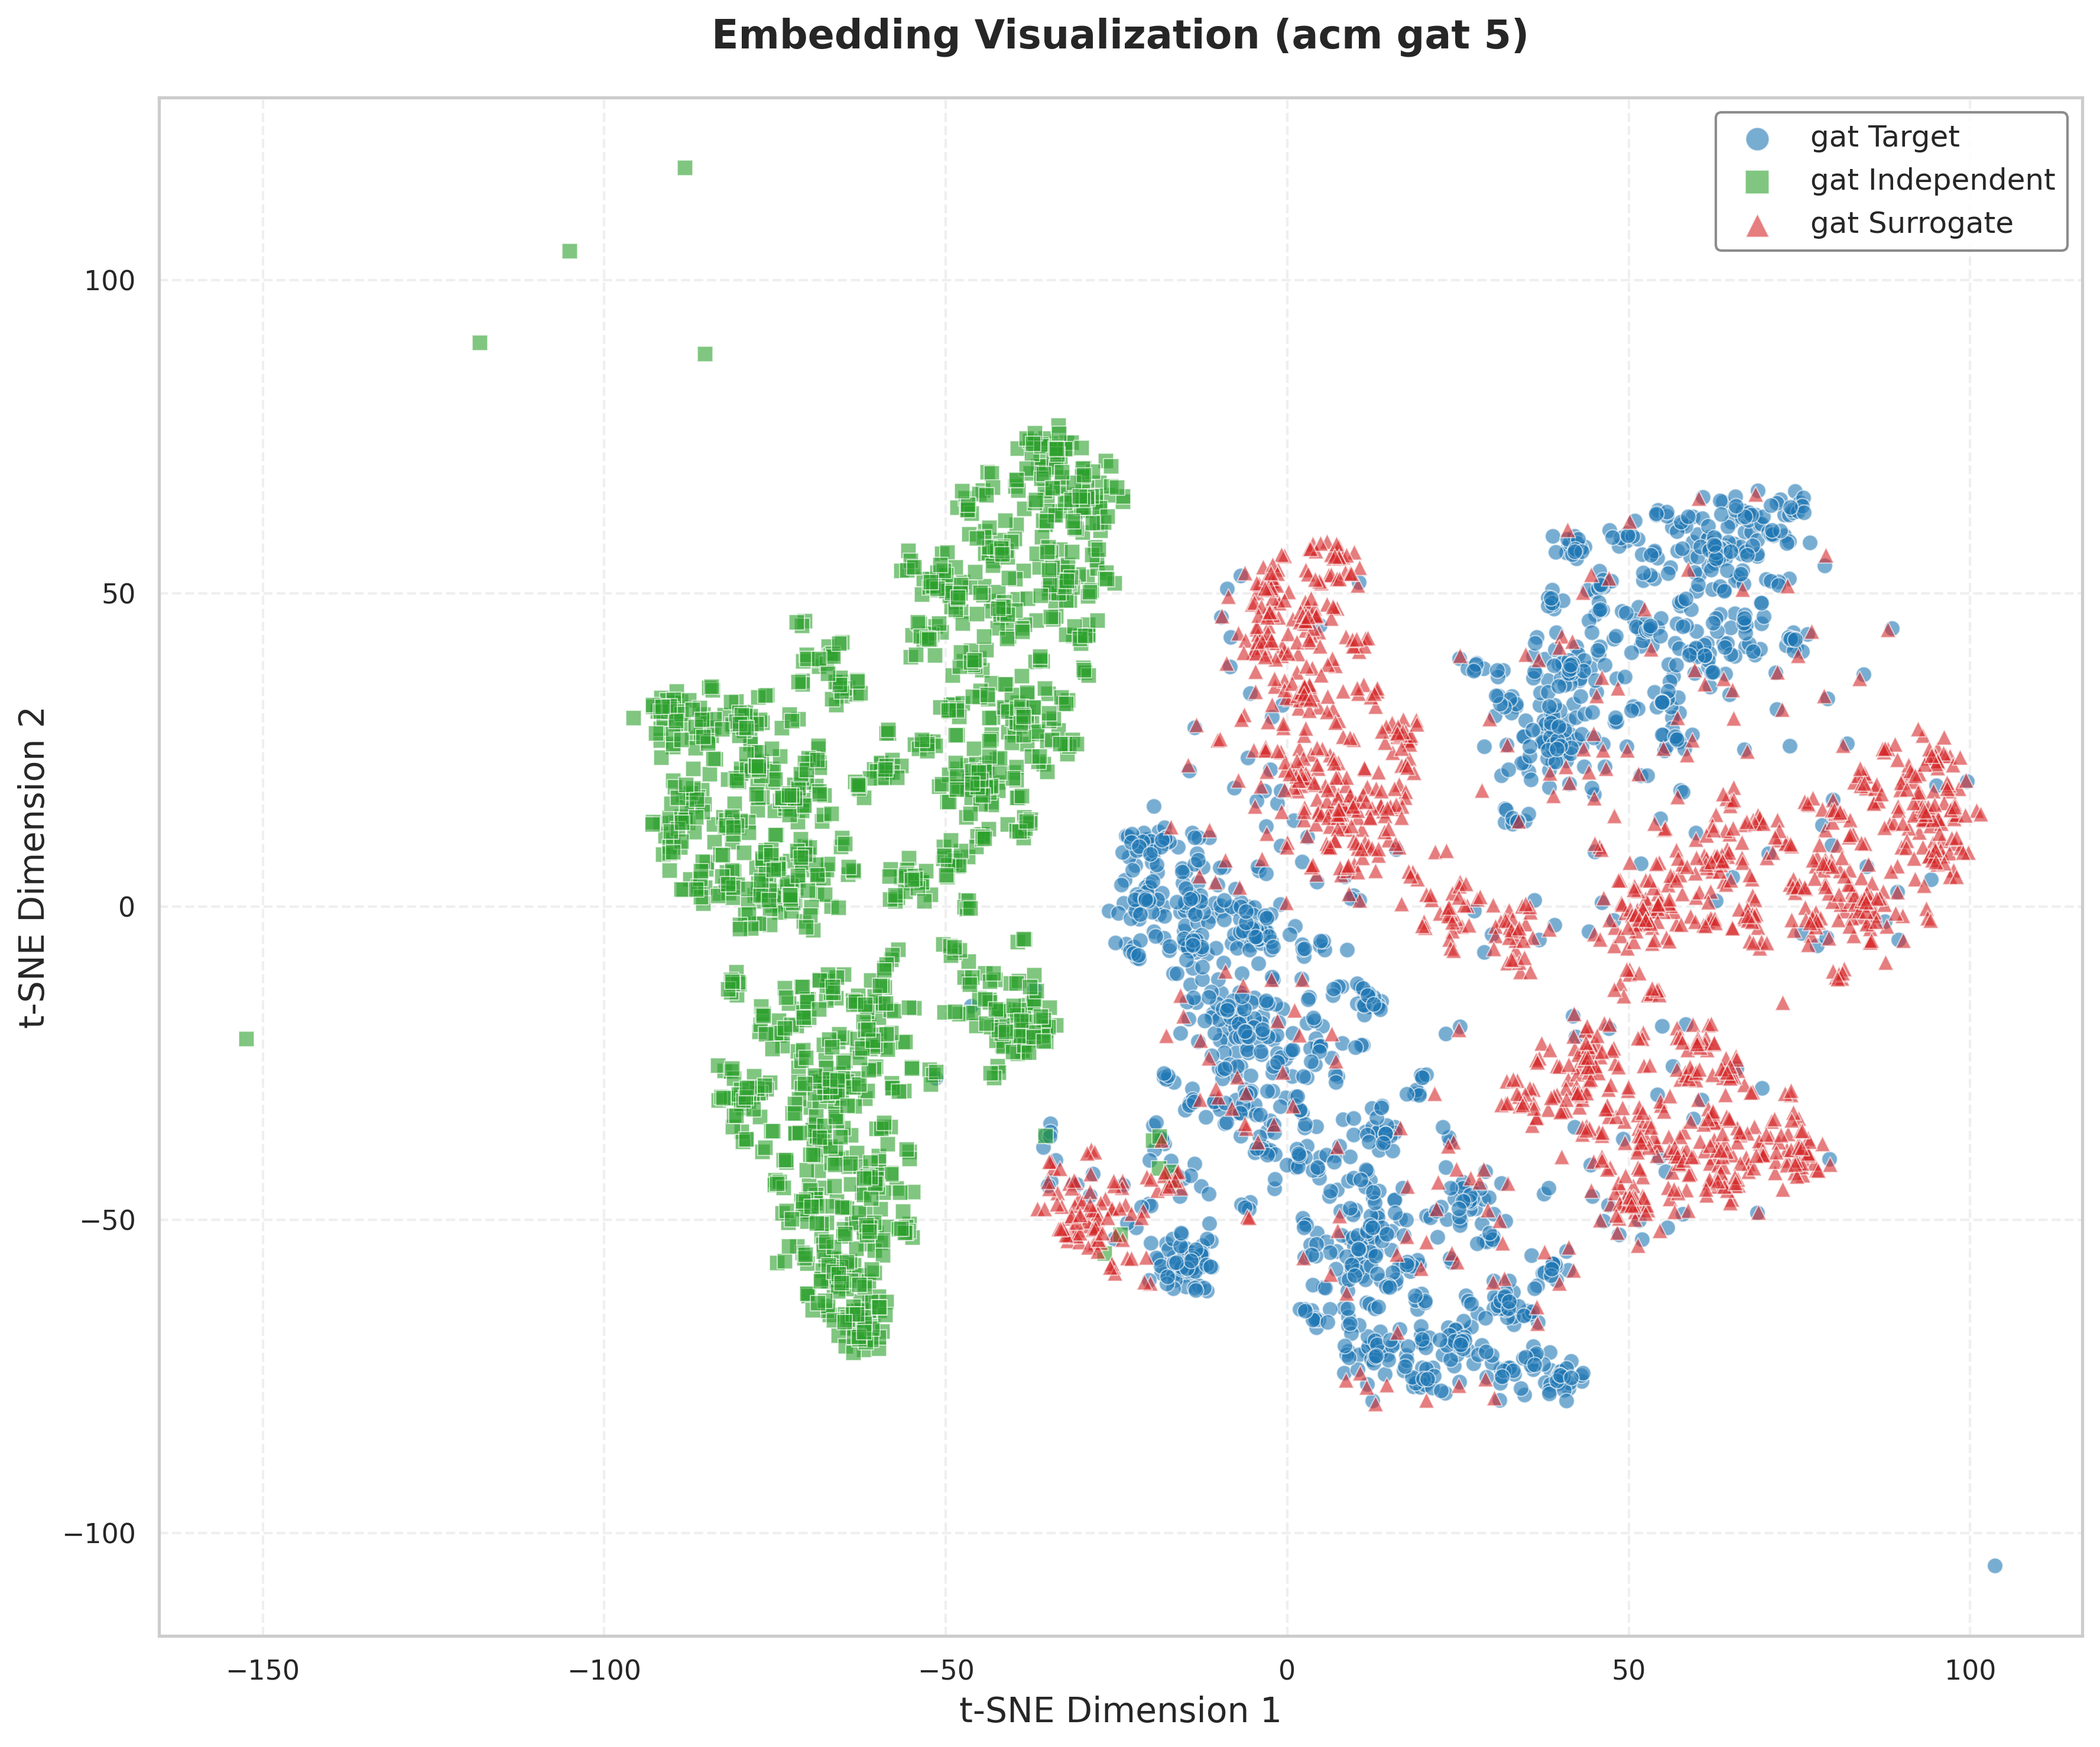 Embedding Visualization (acm gat 5)
gat Target
gat Independent
gat Surrogate
t-SNE Dimension 2
100
50
0
−50
−100
−150
−100
−50
0
50
100
t-SNE Dimension 1